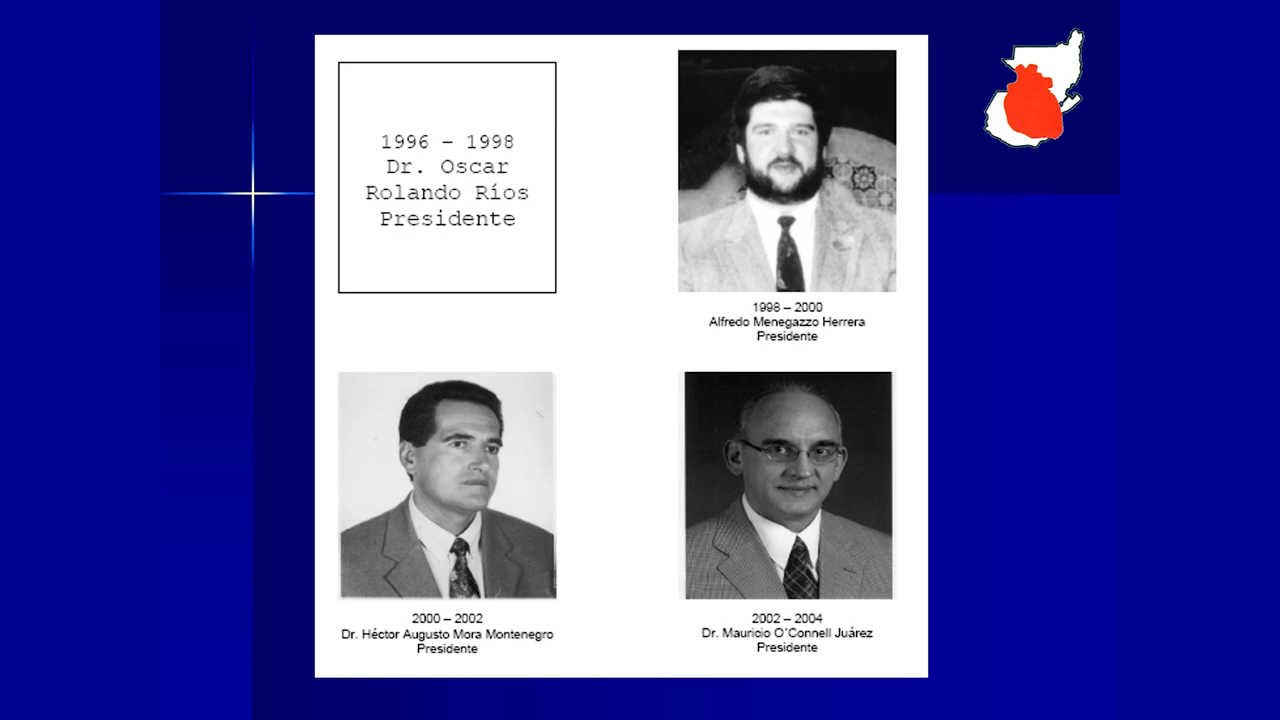 1996 – 1998
Dr. Oscar
Rolando Ríos
Presidente
1998 – 2000
Alfredo Menegazzo Herrera
Presidente
2000 – 2002
Dr. Héctor Augusto Mora Montenegro
Presidente
2002 – 2004
Dr. Mauricio O´Connell Juárez
Presidente